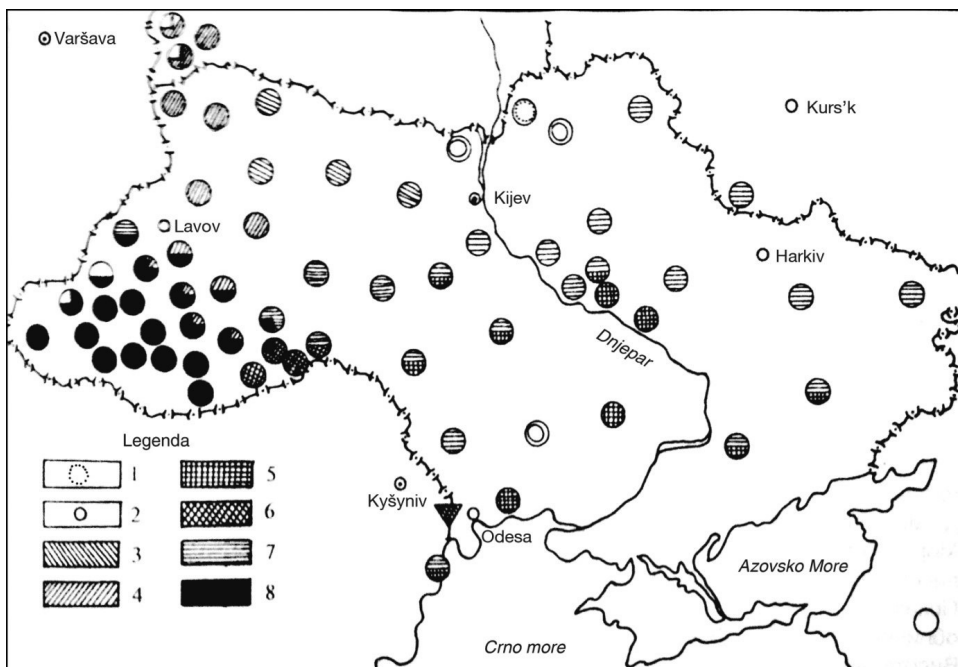 Varšava
Kurs'k
Kijev
Lavov
Harkiv
Dnjepar
Legenda
1
2
3
4
5
6
7
8
Kyšyniv
Odesa
Azovsko More
Crno more